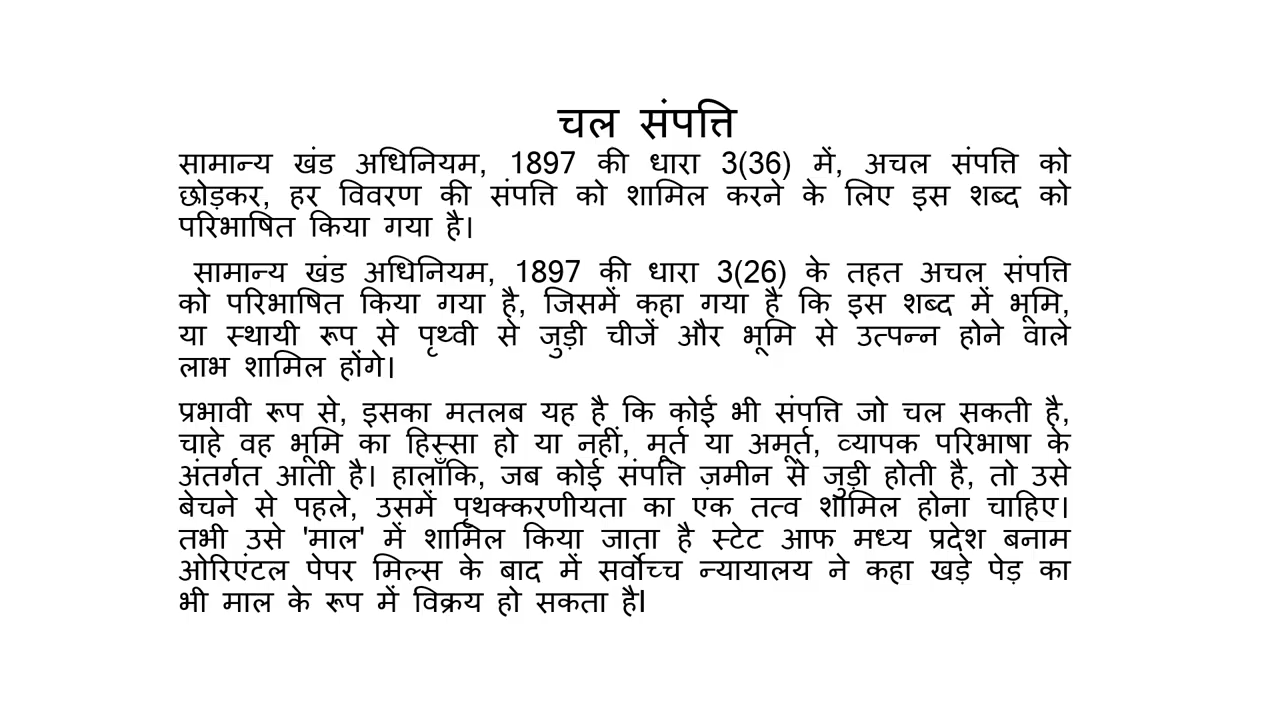 चल संपत्ति
सामान्य खंड अधिनियम, 1897 की धारा 3(36) में, अचल संपत्ति को
छोड़कर, हर विवरण की संपत्ति को शामिल करने के लिए इस शब्द को
परिभाषित किया गया है।
सामान्य खंड अधिनियम, 1897 की धारा 3(26) के तहत अचल संपत्ति
को परिभाषित किया गया है, जिसमें कहा गया है कि इस शब्द में भूमि,
या स्थायी रूप से पृथ्वी से जुड़ी चीजें और भूमि से उत्पन्न होने वाले
लाभ शामिल होंगे।
प्रभावी रूप से, इसका मतलब यह है कि कोई भी संपत्ति जो चल सकती है,
चाहे वह भूमि का हिस्सा हो या नहीं, मूर्त या अमूर्त, व्यापक परिभाषा के
अंतर्गत आती है। हालाँकि, जब कोई संपत्ति ज़मीन से जुड़ी होती है, तो उसे
बेचने से पहले, उसमें पृथक्करणीयता का एक तत्व शामिल होना चाहिए।
तभी उसे 'माल' में शामिल किया जाता है स्टेट आफ मध्य प्रदेश बनाम
ओरिएंटल पेपर मिल्स के बाद में सर्वोच्च न्यायालय ने कहा खड़े पेड़ का
भी माल के रूप में विक्रय हो सकता हैl